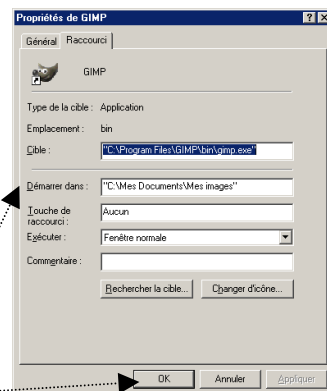 Propriétés de GIMP
Général Raccourci
GIMP
Type de la cible : Application
Emplacement : bin
Cible : "C:\Program Files\GIMP\bin\gimp.exe"
Démarrer dans : "C:\Mes Documents\Mes images"
Touche de raccourci : Aucun
Exécuter : Fenêtre normale
Commentaire :
Rechercher la cible... Changer d'icône...
OK Annuler Appliquer